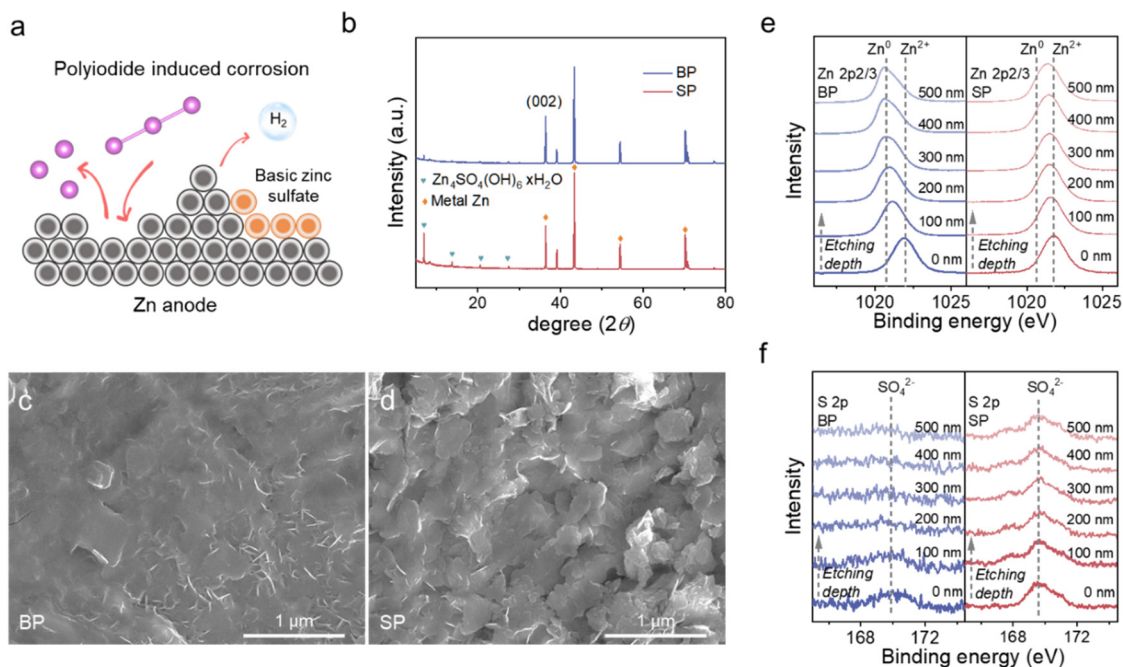 a
Polyiodide induced corrosion
H₂
Basic zinc
sulfate
Zn anode
b
Intensity (a.u.)
BP
SP
(002)
Zn₄SO₄(OH)₆ xH₂O
Metal Zn
20
40
60
80
degree (2θ)
c
BP
1 μm
d
SP
1 μm
e
Intensity
Zn⁰
Zn²⁺
Zn 2p2/3
BP
500 nm
400 nm
300 nm
200 nm
100 nm
0 nm
Etching
depth
Zn⁰
Zn²⁺
Zn 2p2/3
SP
500 nm
400 nm
300 nm
200 nm
100 nm
0 nm
Etching
depth
1020
1025
1020
1025
Binding energy (eV)
f
Intensity
SO₄²⁻
S 2p
BP
500 nm
400 nm
300 nm
200 nm
100 nm
0 nm
Etching
depth
SO₄²⁻
S 2p
SP
500 nm
400 nm
300 nm
200 nm
100 nm
0 nm
Etching
depth
168
172
168
172
Binding energy (eV)